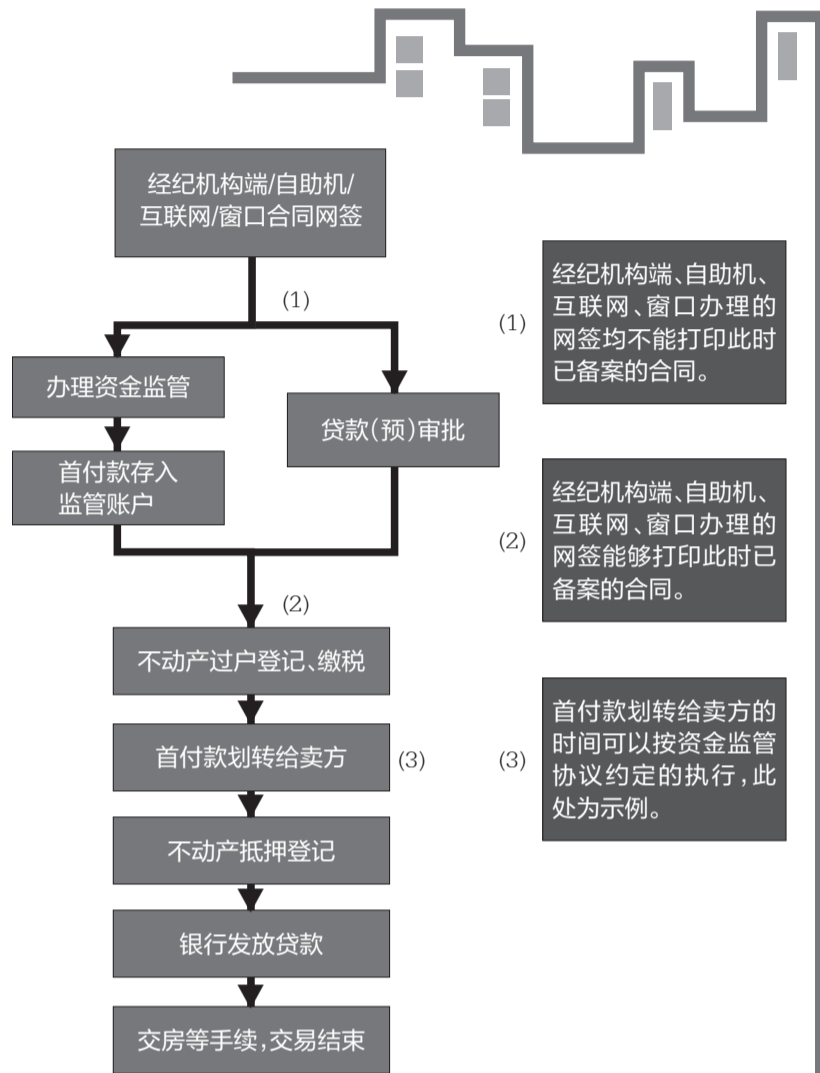 经纪机构端/自助机/
互联网/窗口合同网签
(1)
办理资金监管
贷款(预)审批
首付款存入
监管账户
(2)
不动产过户登记、缴税
首付款划转给卖方
(3)
不动产抵押登记
银行发放贷款
交房等手续,交易结束
(1)
经纪机构端、自助机、
互联网、窗口办理的
网签均不能打印此时
已备案的合同。
(2)
经纪机构端、自助机、
互联网、窗口办理的
网签能够打印此时已
备案的合同。
(3)
首付款划转给卖方的
时间可以按资金监管
协议约定的执行,此
处为示例。